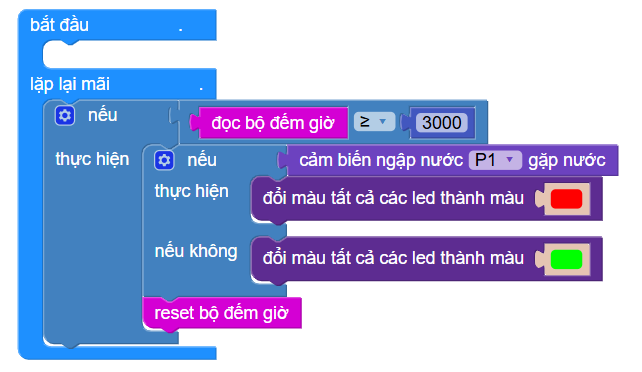 bắt đầu .
lặp lại mãi .
nếu đọc bộ đếm giờ ≥ 3000
thực hiện nếu cảm biến ngập nước P1 gặp nước
thực hiện đổi màu tất cả các led thành màu
nếu không đổi màu tất cả các led thành màu
reset bộ đếm giờ